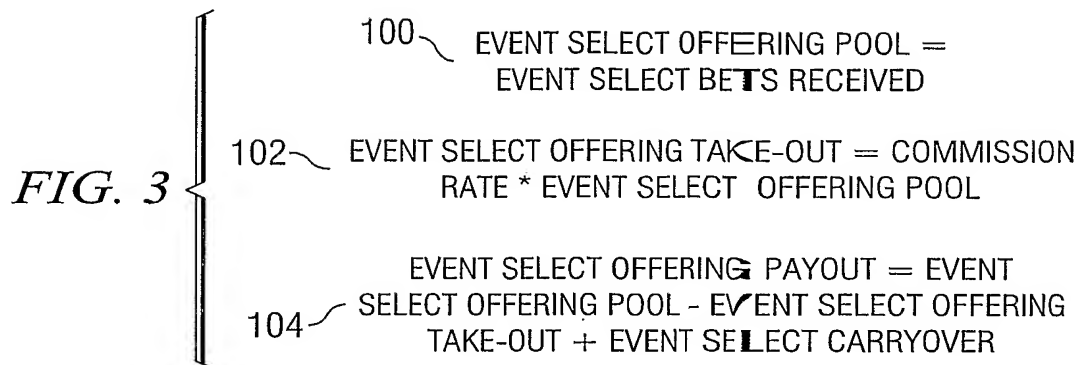 100 EVENT SELECT OFFERING POOL =
EVENT SELECT BETS RECEIVED
102 EVENT SELECT OFFERING TAKE-OUT = COMMISSION
RATE * EVENT SELECT OFFERING POOL
FIG. 3
EVENT SELECT OFFERING PAYOUT = EVENT
104 SELECT OFFERING POOL - EVENT SELECT OFFERING
TAKE-OUT + EVENT SELECT CARRYOVER